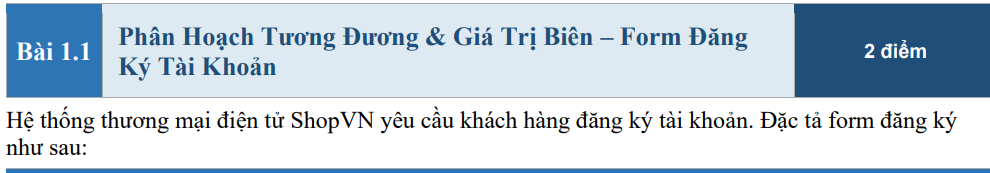 Bài 1.1
Phân Hoạch Tương Đương & Giá Trị Biên – Form Đăng
Ký Tài Khoản
2 điểm
Hệ thống thương mại điện tử ShopVN yêu cầu khách hàng đăng ký tài khoản. Đặc tả form đăng ký
như sau: